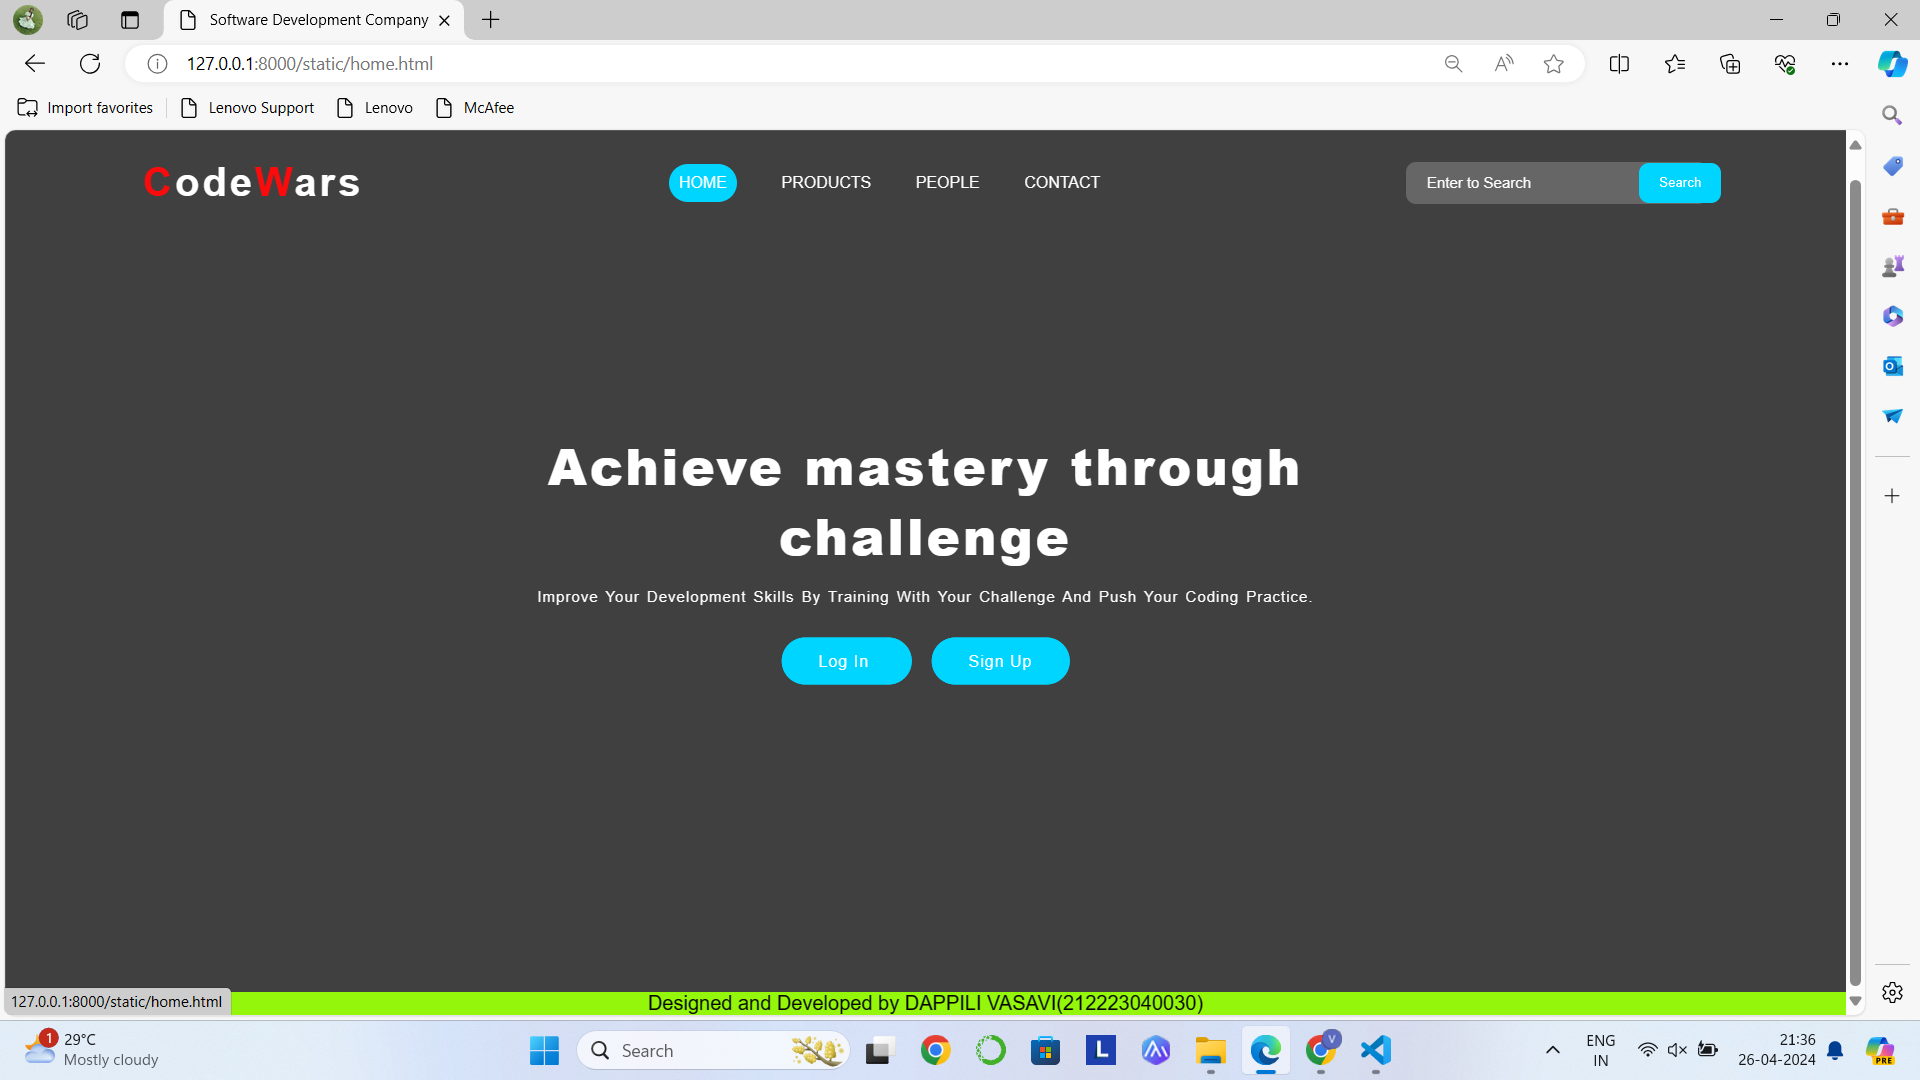 Software Development Company
127.0.0.1:8000/static/home.html
Import favorites
Lenovo Support
Lenovo
McAfee
CodeWars
HOME
PRODUCTS
PEOPLE
CONTACT
Enter to Search
Search
Achieve mastery through
challenge
Improve Your Development Skills By Training With Your Challenge And Push Your Coding Practice.
Log In
Sign Up
127.0.0.1:8000/static/home.html
Designed and Developed by DAPPILI VASAVI(212223040030)
1
29°C
Mostly cloudy
Search
L
V
ENG
IN
21:36
26-04-2024
PRE